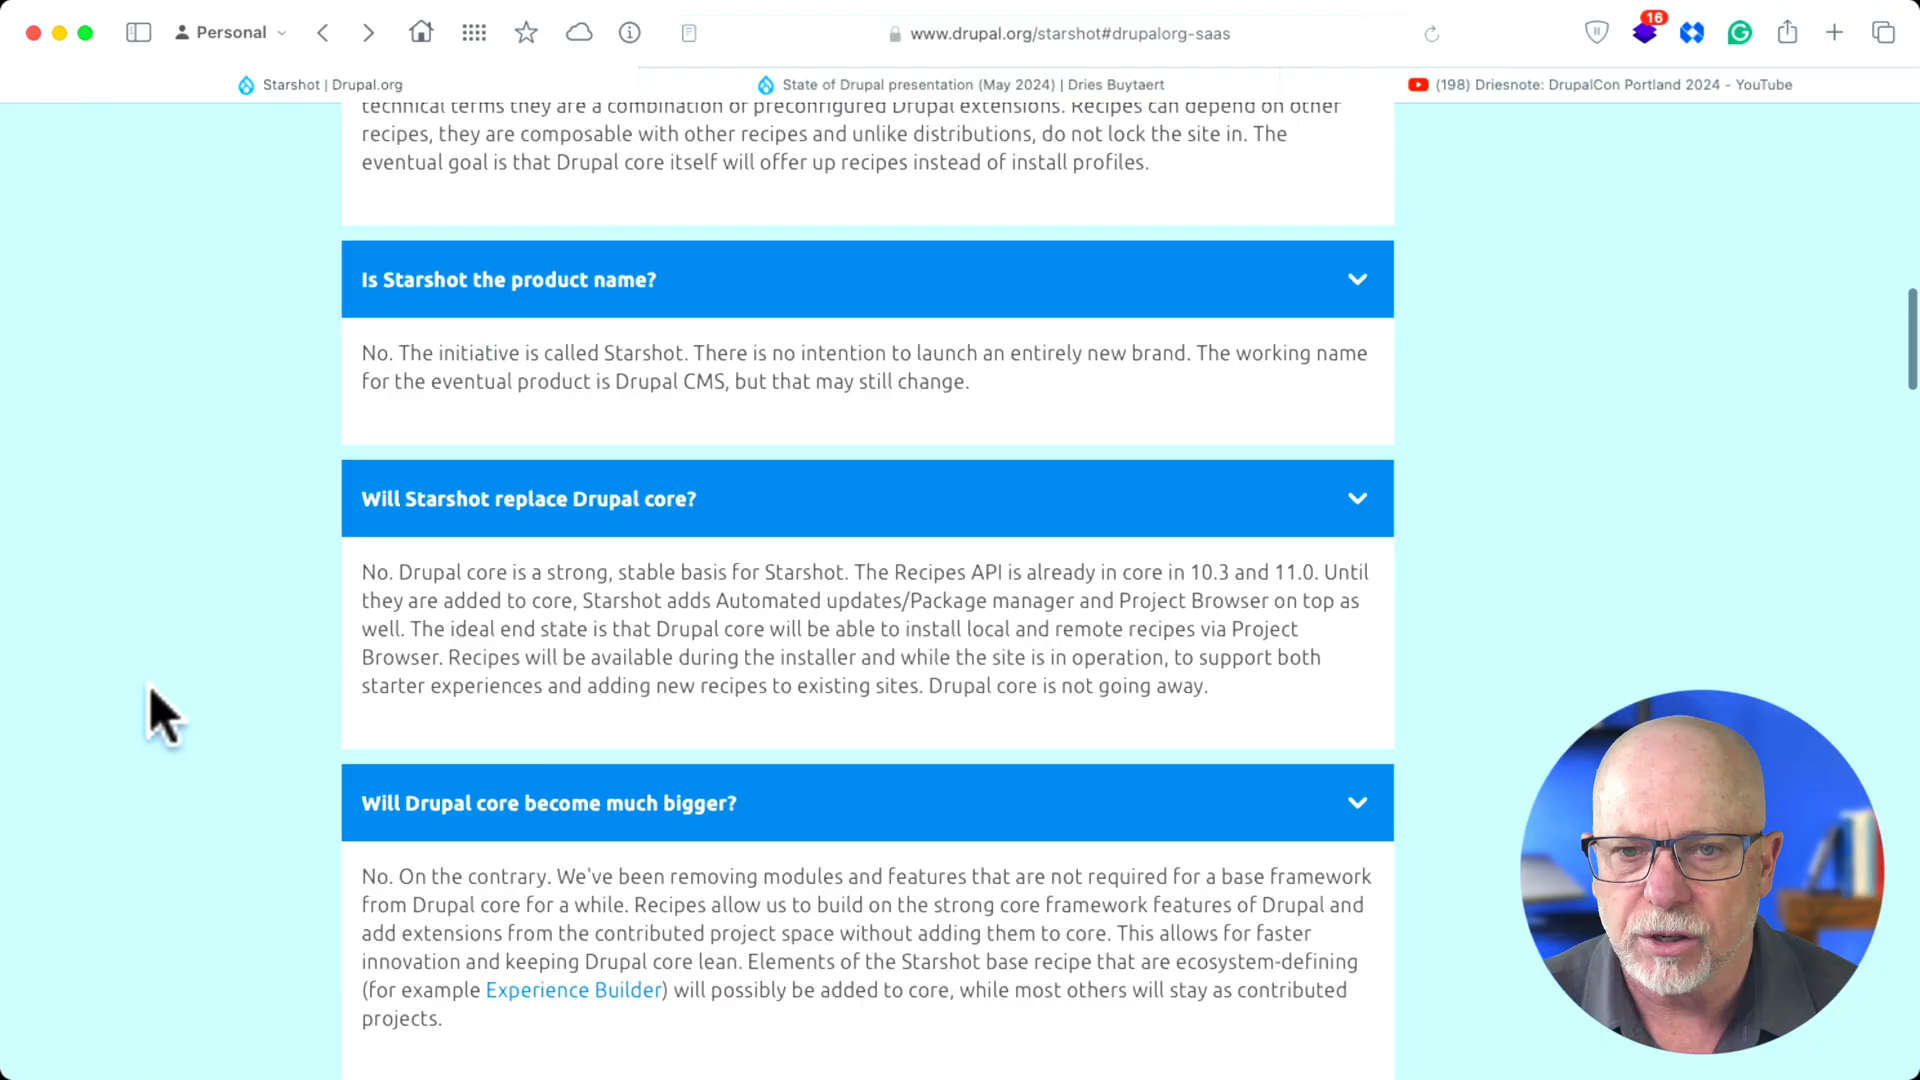 Personal
www.drupal.org/starshot#drupalorg-saas
16
Starshot | Drupal.org
State of Drupal presentation (May 2024) | Dries Buytaert
(198) Driesnote: DrupalCon Portland 2024 - YouTube
technical terms they are a combination of preconfigured Drupal extensions. Recipes can depend on other
recipes, they are composable with other recipes and unlike distributions, do not lock the site in. The
eventual goal is that Drupal core itself will offer up recipes instead of install profiles.
Is Starshot the product name?
No. The initiative is called Starshot. There is no intention to launch an entirely new brand. The working name
for the eventual product is Drupal CMS, but that may still change.
Will Starshot replace Drupal core?
No. Drupal core is a strong, stable basis for Starshot. The Recipes API is already in core in 10.3 and 11.0. Until
they are added to core, Starshot adds Automated updates/Package manager and Project Browser on top as
well. The ideal end state is that Drupal core will be able to install local and remote recipes via Project
Browser. Recipes will be available during the installer and while the site is in operation, to support both
starter experiences and adding new recipes to existing sites. Drupal core is not going away.
Will Drupal core become much bigger?
No. On the contrary. We've been removing modules and features that are not required for a base framework
from Drupal core for a while. Recipes allow us to build on the strong core framework features of Drupal and
add extensions from the contributed project space without adding them to core. This allows for faster
innovation and keeping Drupal core lean. Elements of the Starshot base recipe that are ecosystem-defining
(for example Experience Builder) will possibly be added to core, while most others will stay as contributed
projects.